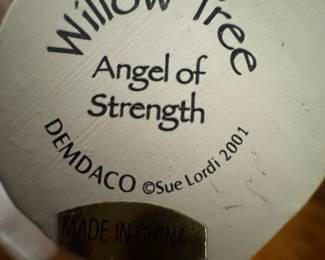 Willow Tree
Angel of
Strength
DEMDACO ©Sue Lordi 2001
MADE IN CHINA